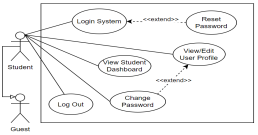 Login System
<<extend>>
Reset
Password
View/Edit
User Profile
Student
View Student
Dashboard
<<extend>>
Log Out
Change
Password
Guest